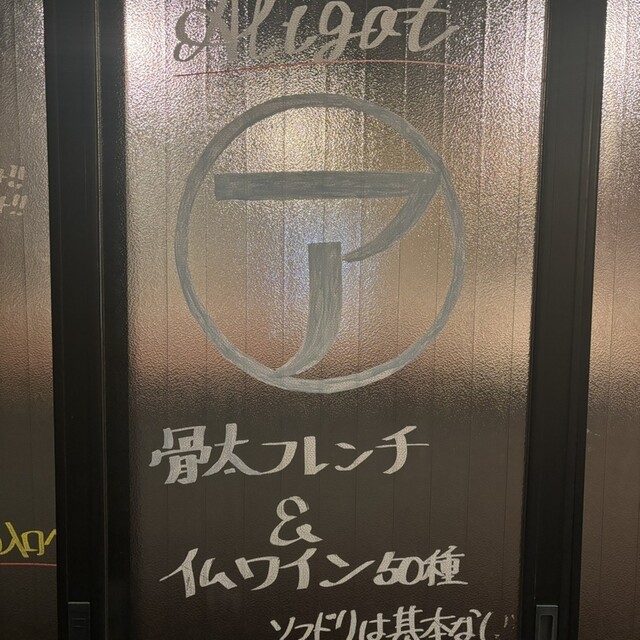 Aligot
ア
骨太フレンチ
&
イムワイン50種
ソフドリは基本なし